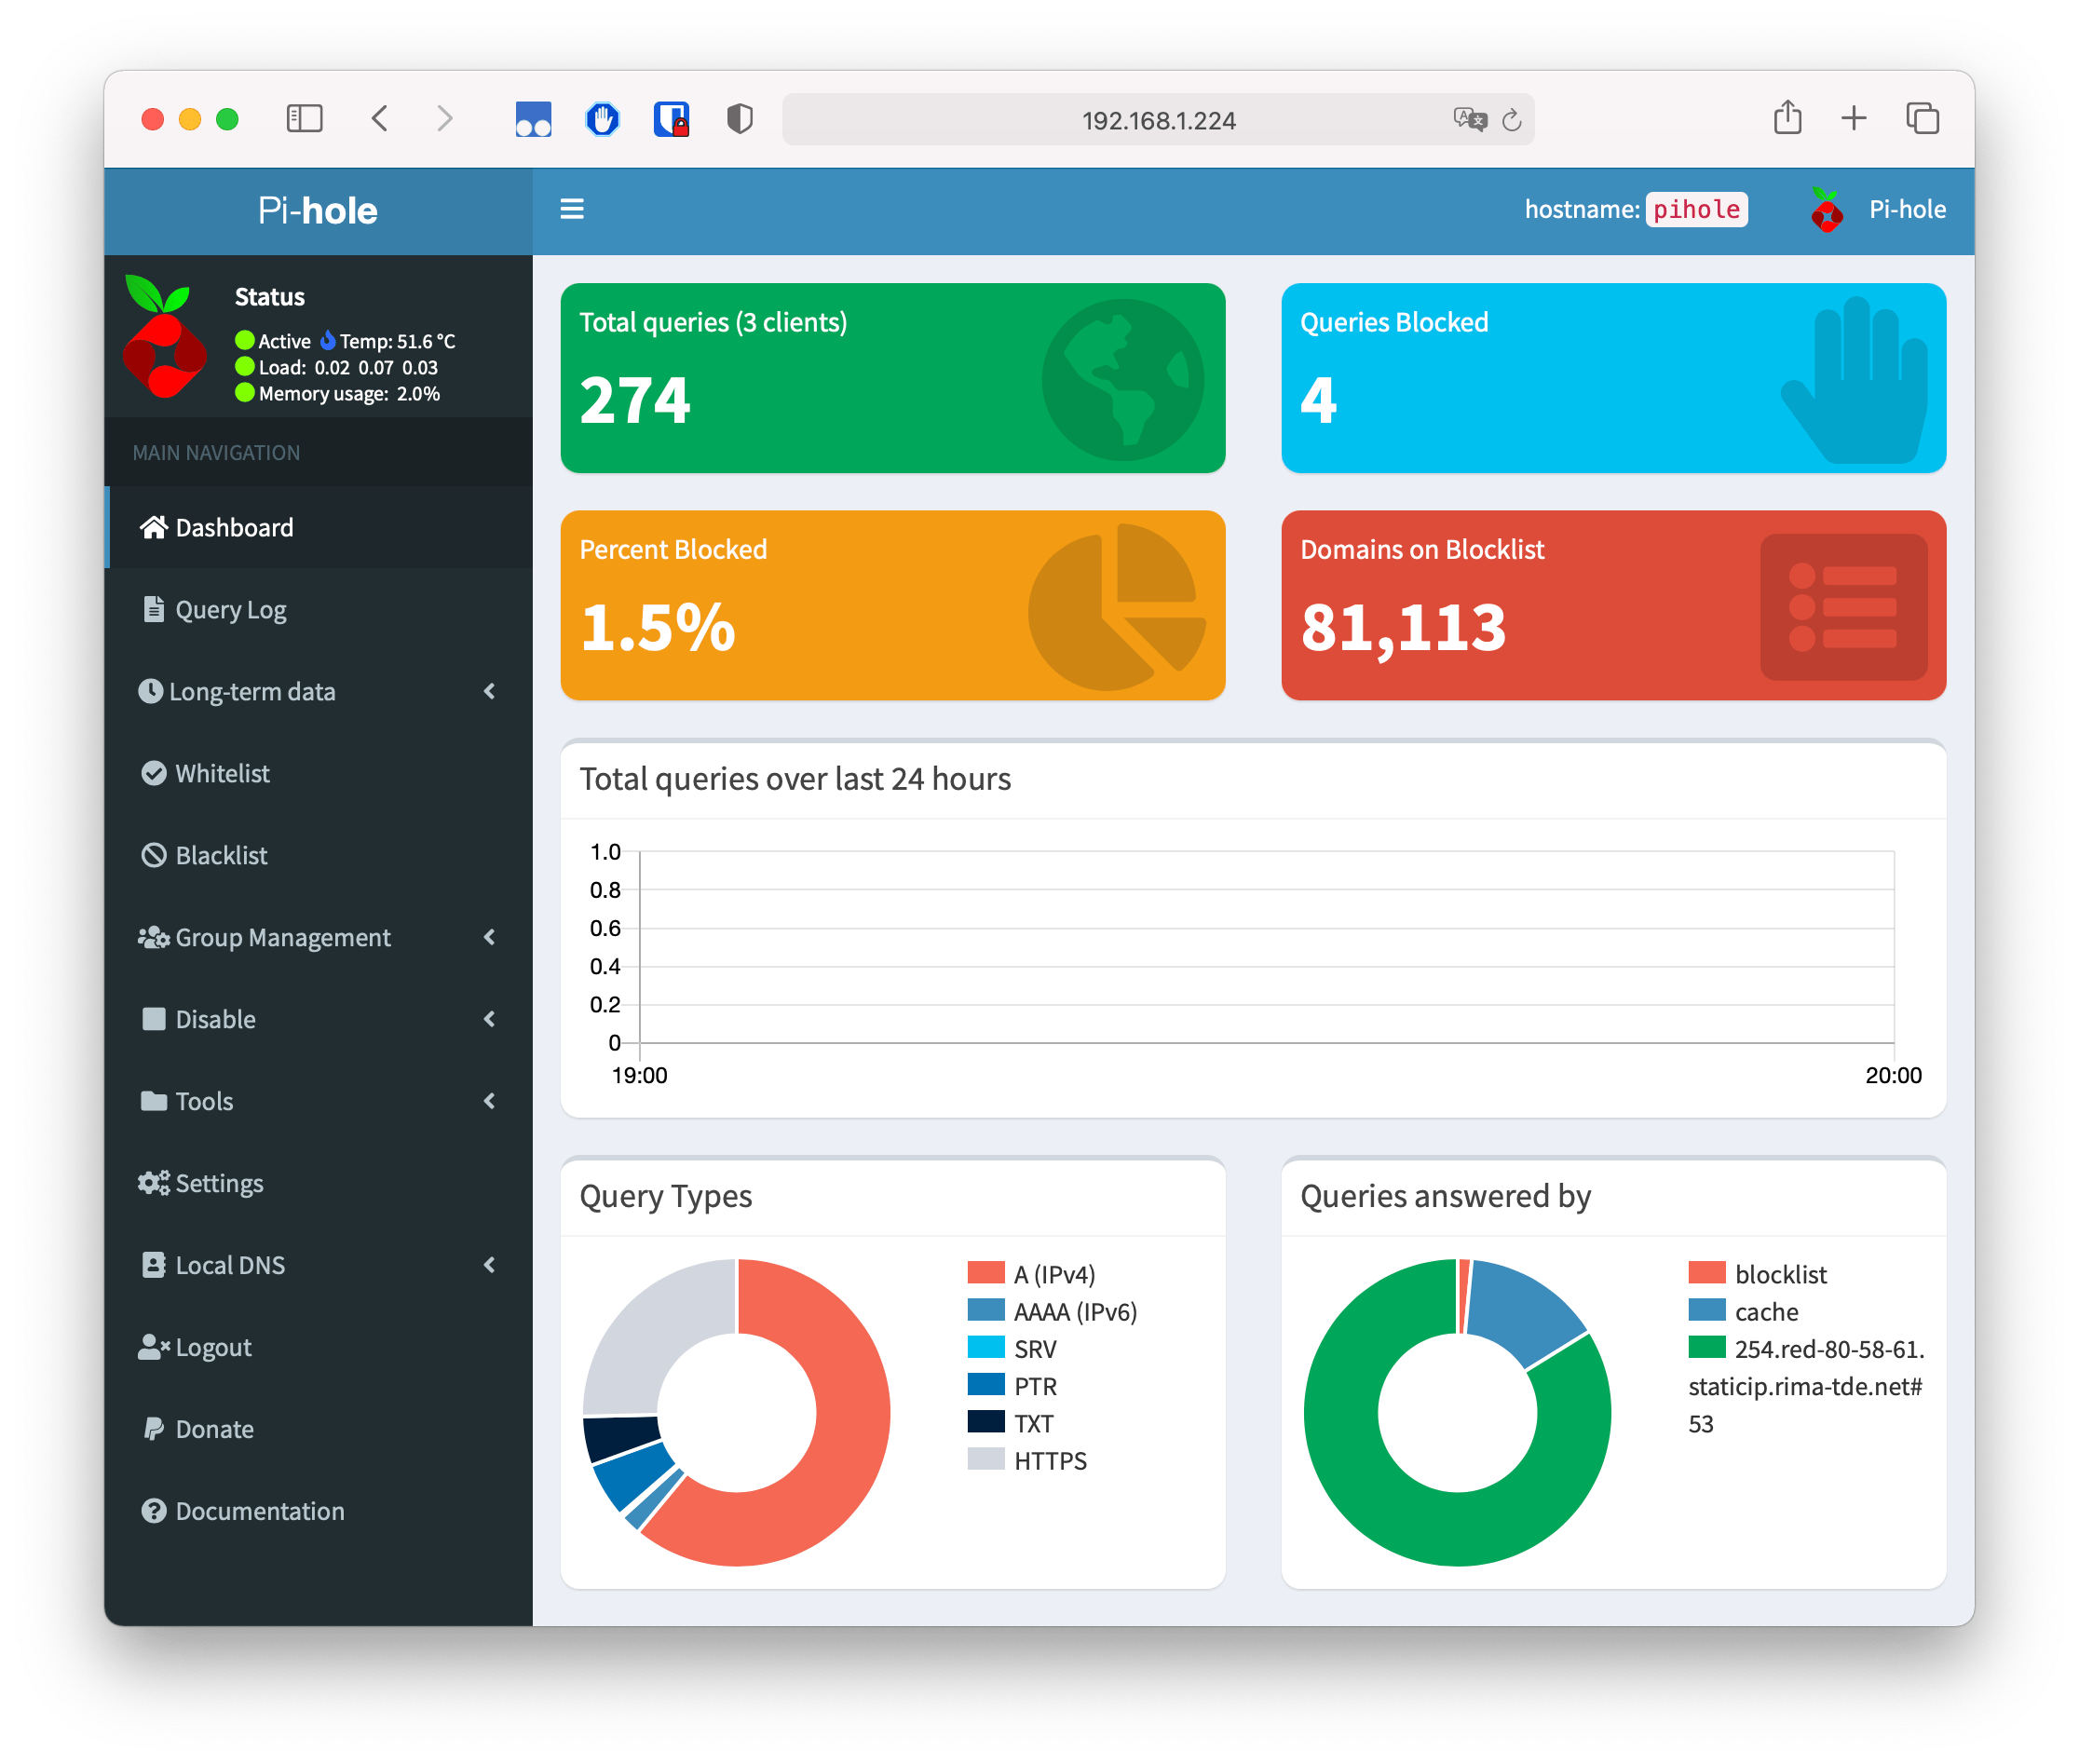 192.168.1.224
Pi-hole
hostname: pihole
Pi-hole
Status
Active Temp: 51.6 °C
Load: 0.02 0.07 0.03
Memory usage: 2.0%
MAIN NAVIGATION
Dashboard
Query Log
Long-term data
Whitelist
Blacklist
Group Management
Disable
Tools
Settings
Local DNS
Logout
Donate
Documentation
Total queries (3 clients)
274
Queries Blocked
4
Percent Blocked
1.5%
Domains on Blocklist
81,113
Total queries over last 24 hours
1.0
0.8
0.6
0.4
0.2
0
19:00 20:00
Query Types
A (IPv4)
AAAA (IPv6)
SRV
PTR
TXT
HTTPS
Queries answered by
blocklist
cache
254.red-80-58-61.
staticip.rima-tde.net#
53